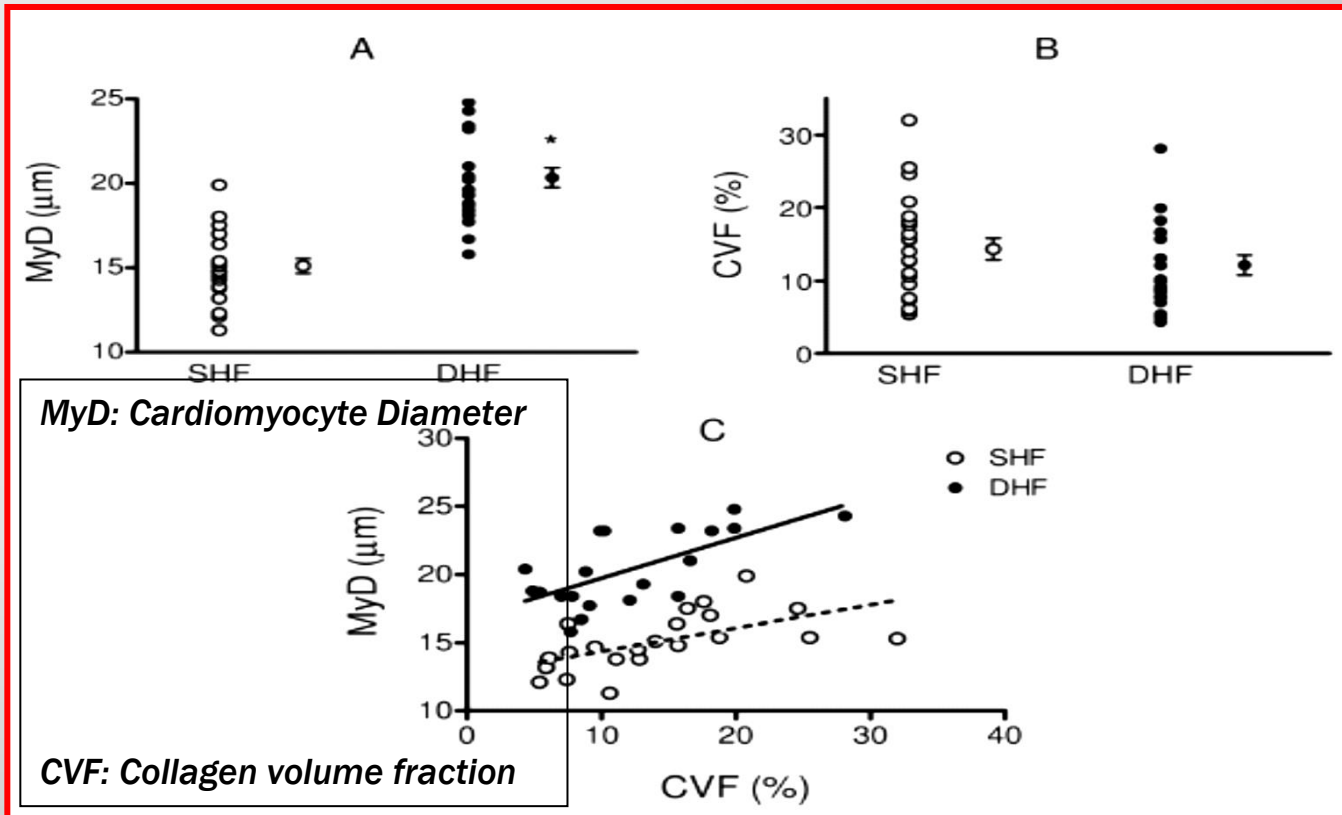 A
MyD (μm)
25
20
15
10
*
SHF
DHF
B
CVF (%)
30
20
10
0
SHF
DHF
MyD: Cardiomyocyte Diameter
C
SHF
DHF
MyD (μm)
30
25
20
15
10
0
10
20
30
40
CVF (%)
CVF: Collagen volume fraction